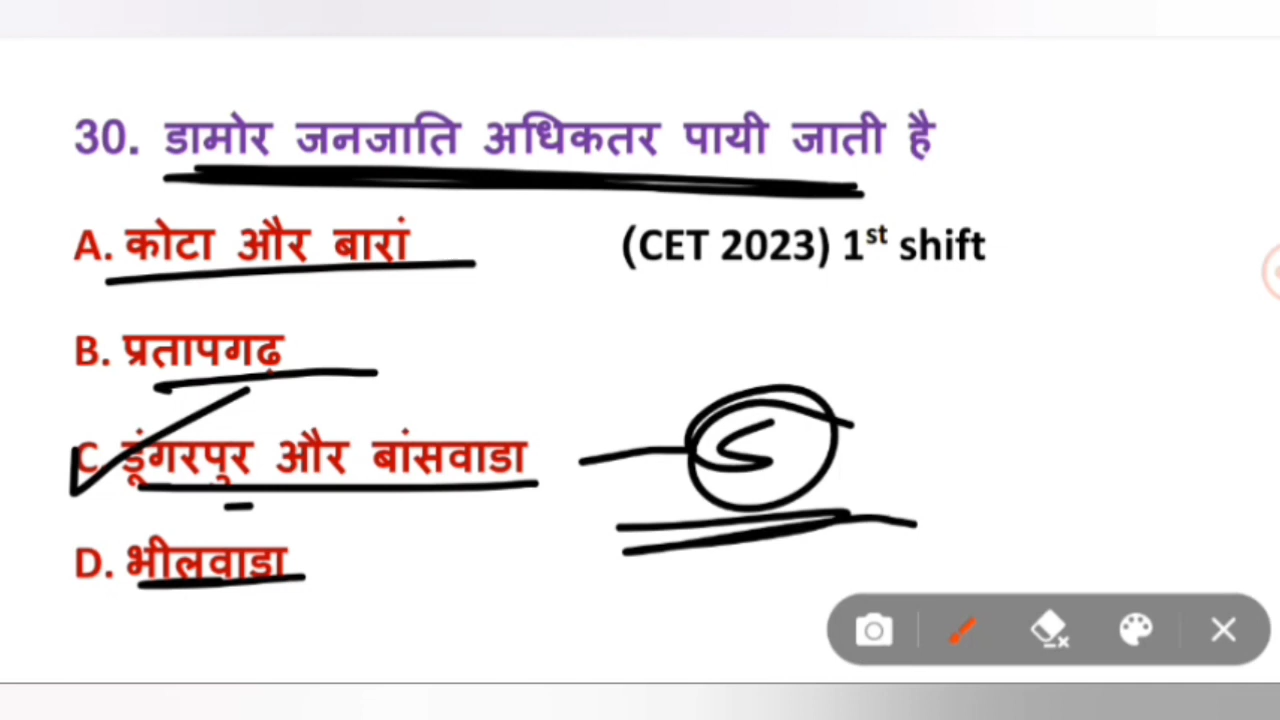 30. डामोर जनजाति अधिकतर पायी जाती है
A. कोटा और बारां (CET 2023) 1st shift
B. प्रतापगढ़
C डूंगरपुर और बांसवाडा
D. भीलवाडा